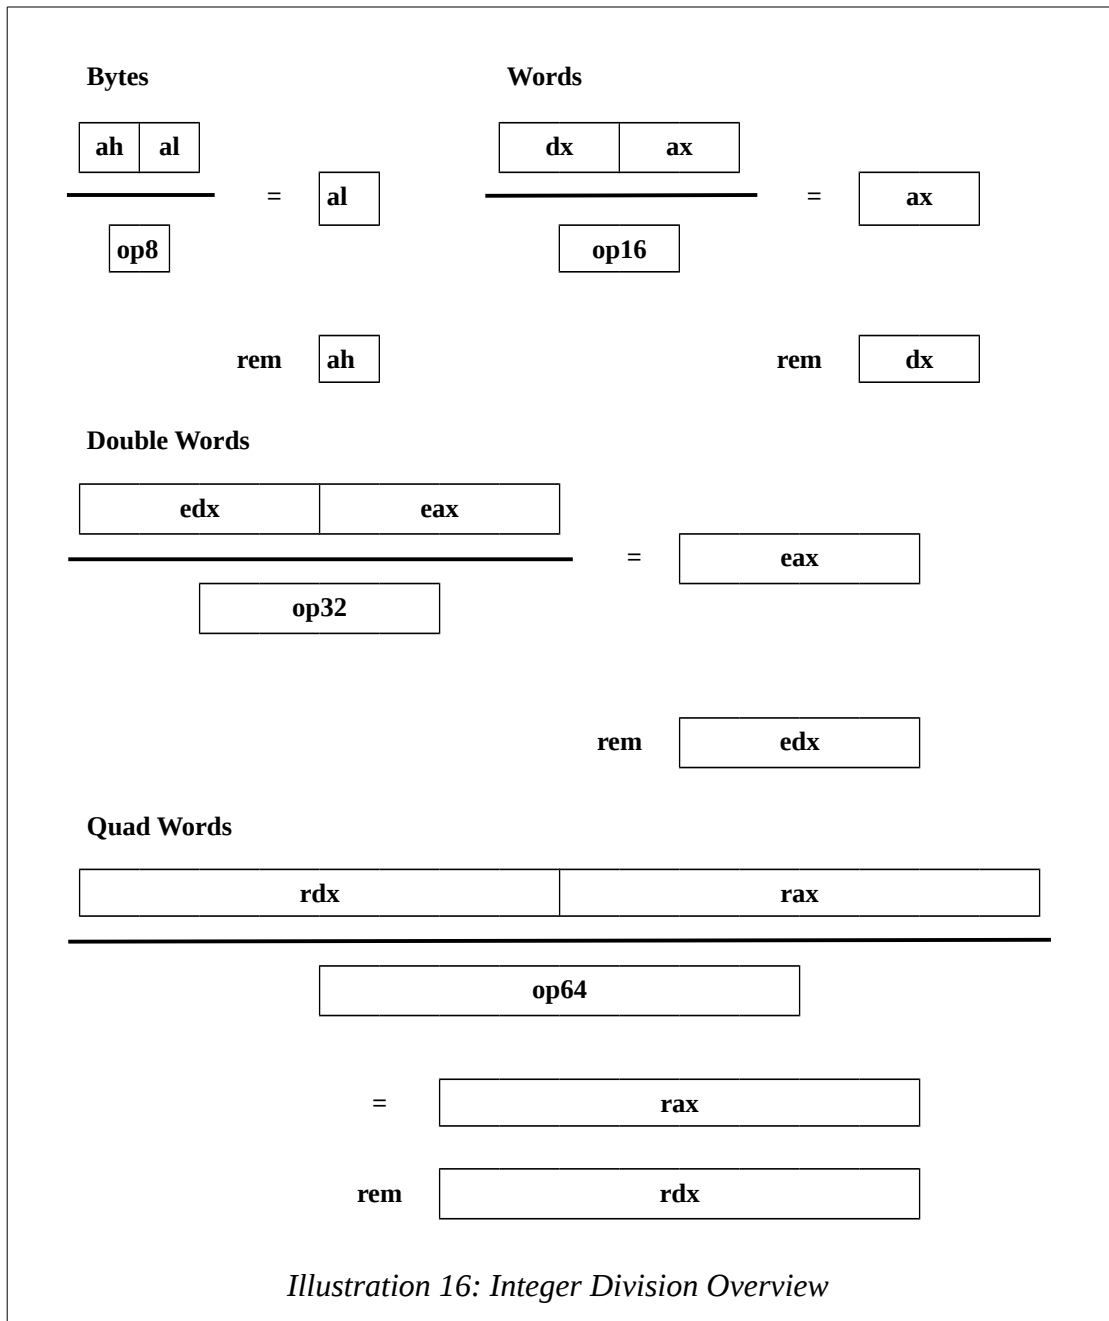 Bytes
ah al
= al
op8
rem ah
Words
dx ax
= ax
op16
rem dx
Double Words
edx eax
= eax
op32
rem edx
Quad Words
rdx rax
op64
= rax
rem rdx
Illustration 16: Integer Division Overview